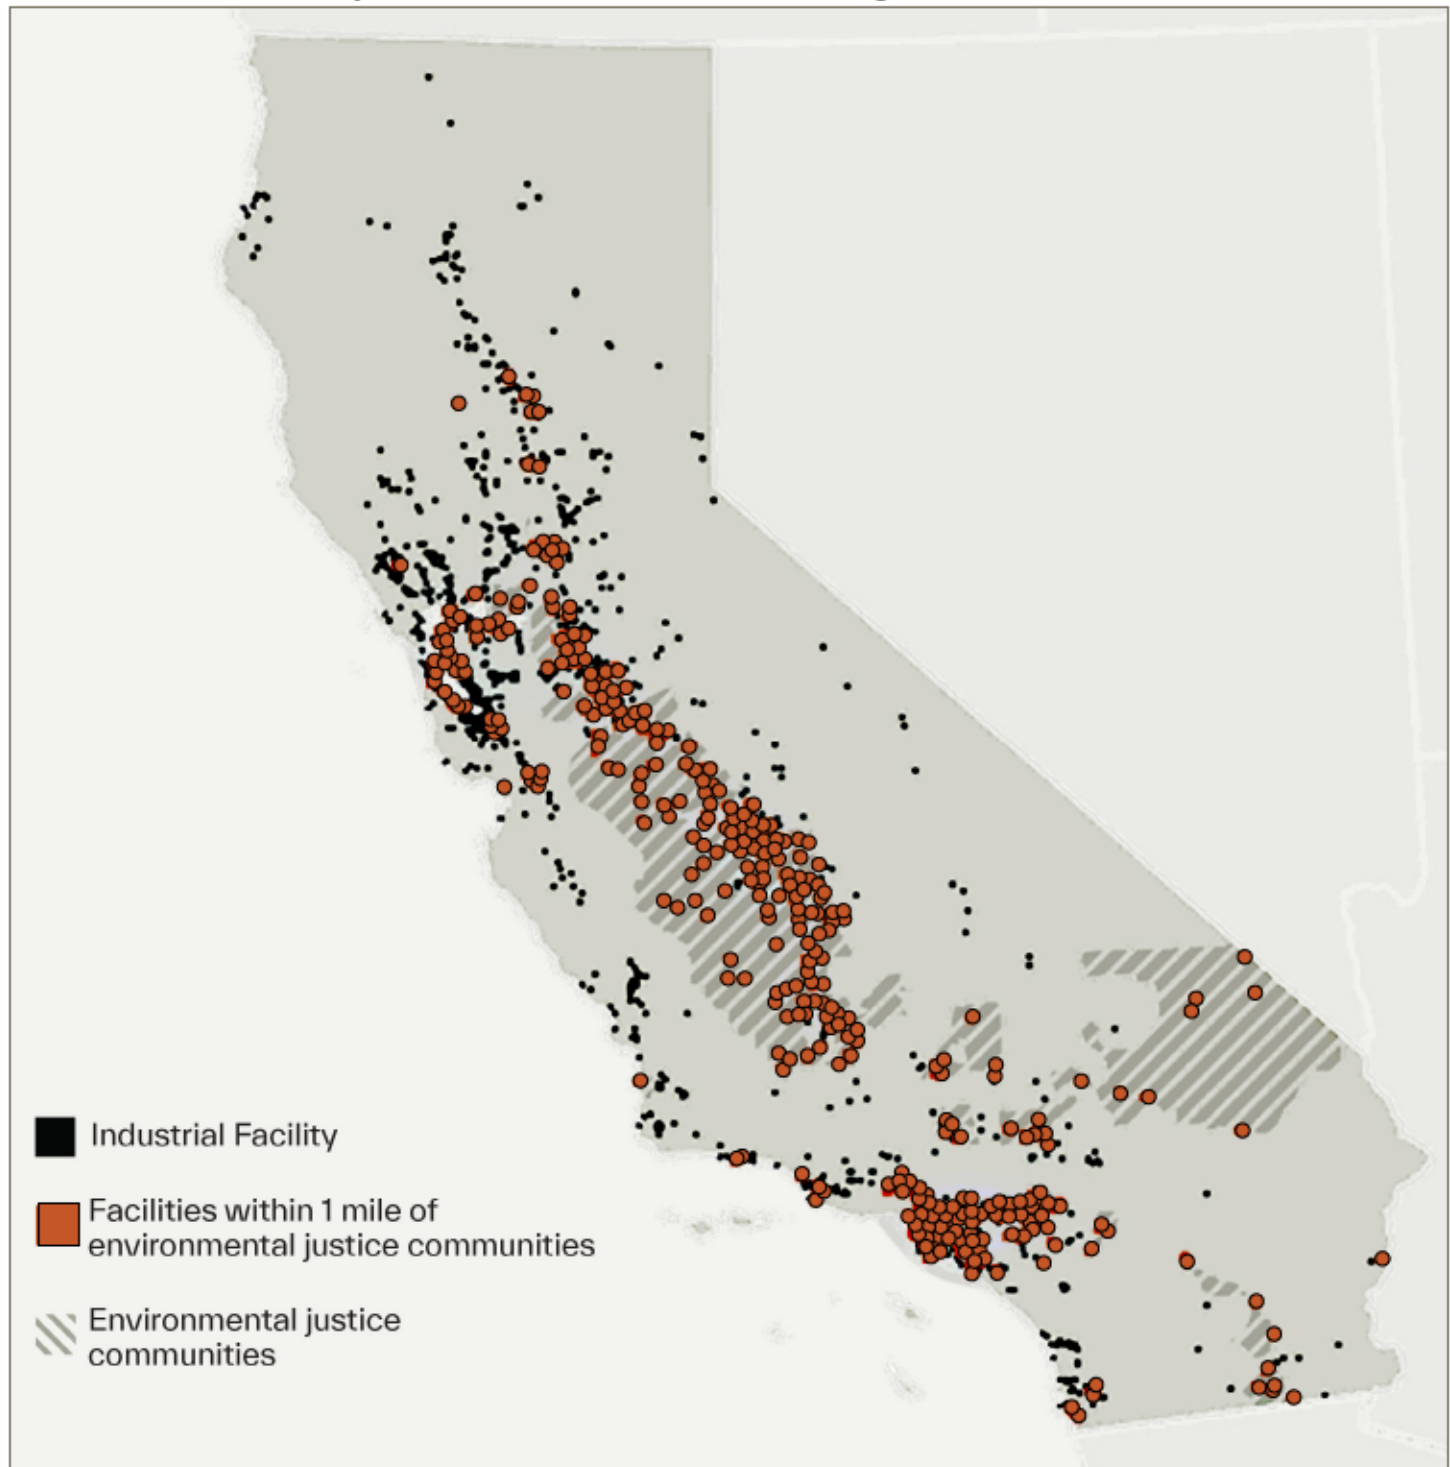 Industrial Facility
Facilities within 1 mile of
environmental justice communities
Environmental justice
communities